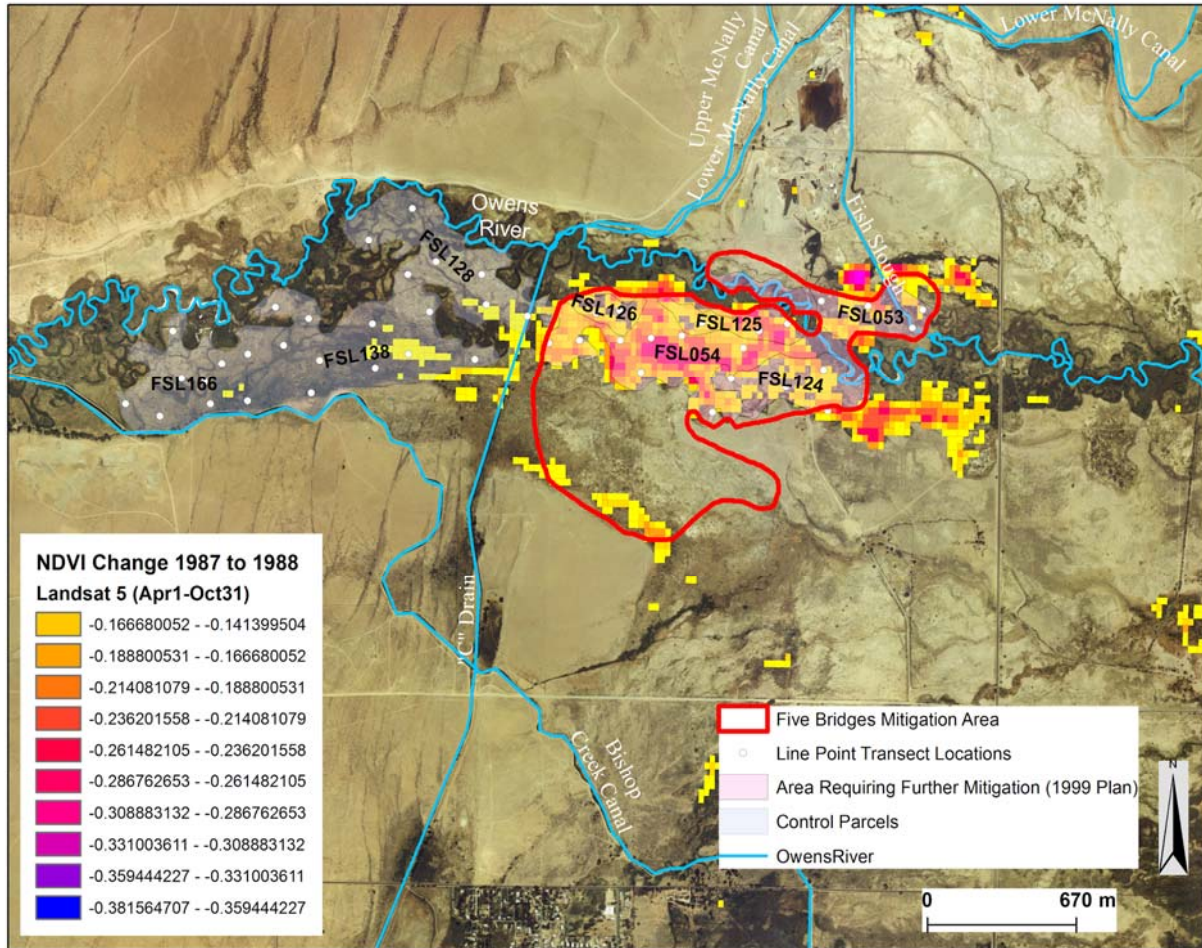 Upper McNally
Canal
Lower McNally Canal
Lower McNally Canal
Owens
River
Fish Slough
FSL128
FSL126
FSL125
FSL053
FSL138
FSL054
FSL166
FSL124
"C" Drain
Bishop
Creek Canal
NDVI Change 1987 to 1988
Landsat 5 (Apr1-Oct31)
-0.166680052 - -0.141399504
-0.188800531 - -0.166680052
-0.214081079 - -0.188800531
-0.236201558 - -0.214081079
-0.261482105 - -0.236201558
-0.286762653 - -0.261482105
-0.308883132 - -0.286762653
-0.331003611 - -0.308883132
-0.359444227 - -0.331003611
-0.381564707 - -0.359444227
Five Bridges Mitigation Area
Line Point Transect Locations
Area Requiring Further Mitigation (1999 Plan)
Control Parcels
OwensRiver
N
0 670 m